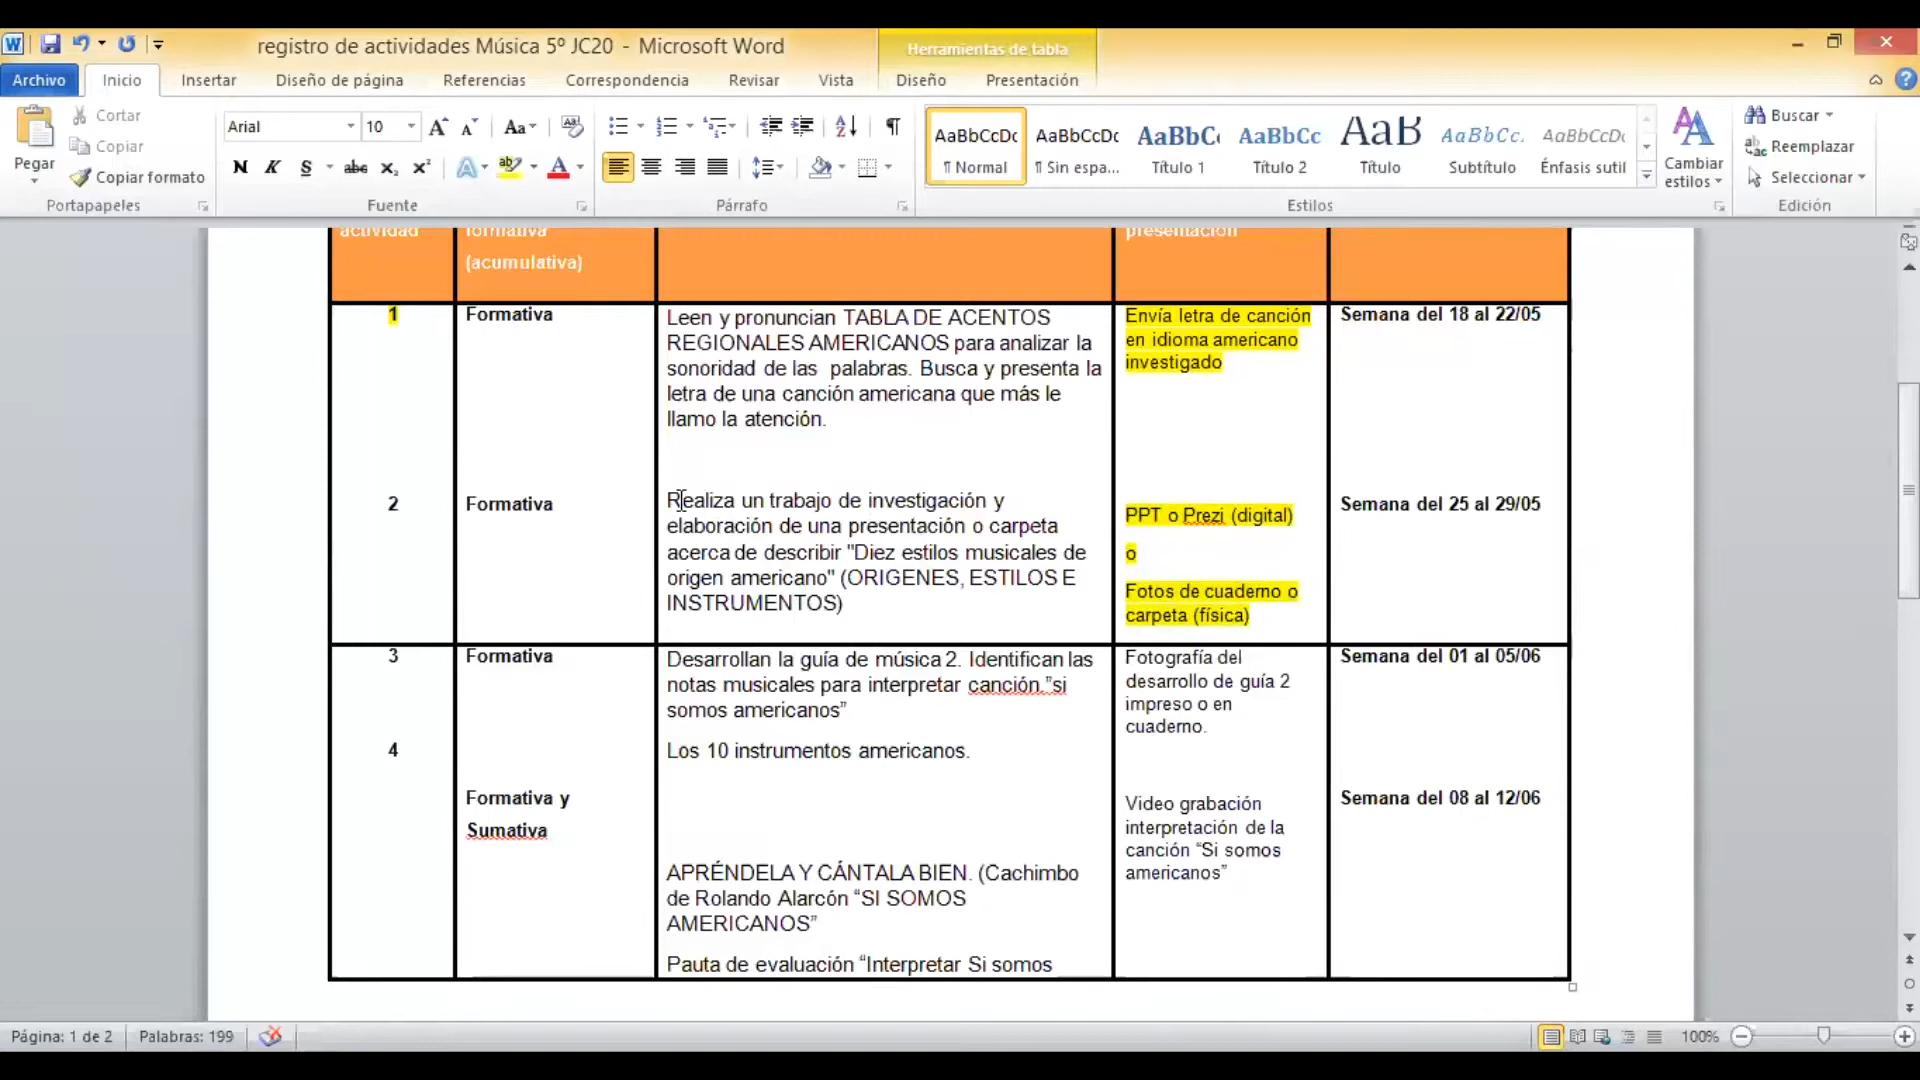 registro de actividades Música 5º JC20 - Microsoft Word
Herramientas de tabla
Archivo
Inicio
Insertar
Diseño de página
Referencias
Correspondencia
Revisar
Vista
Diseño
Presentación
Pegar
Cortar
Copiar
Copiar formato
Portapapeles
Arial
10
Fuente
Párrafo
AaBbCcDc
¶ Normal
AaBbCcDc
¶ Sin espa...
AaBbC
Título 1
AaBbCc
Título 2
AaB
Título
AaBbCc.
Subtítulo
AaBbCcDc
Énfasis sutil
Estilos
Cambiar
estilos
Buscar
Reemplazar
Seleccionar
Edición
actividad
formativa
(acumulativa)
presentación
1
Formativa
Leen y pronuncian TABLA DE ACENTOS
REGIONALES AMERICANOS para analizar la
sonoridad de las palabras. Busca y presenta la
letra de una canción americana que más le
llamo la atención.
Envía letra de canción
en idioma americano
investigado
Semana del 18 al 22/05
2
Formativa
Realiza un trabajo de investigación y
elaboración de una presentación o carpeta
acerca de describir "Diez estilos musicales de
origen americano" (ORIGENES, ESTILOS E
INSTRUMENTOS)
PPT o Prezi (digital)
o
Fotos de cuaderno o
carpeta (física)
Semana del 25 al 29/05
3
Formativa
Desarrollan la guía de música 2. Identifican las
notas musicales para interpretar canción.”si
somos americanos”
Fotografía del
desarrollo de guía 2
impreso o en
cuaderno.
Semana del 01 al 05/06
4
Los 10 instrumentos americanos.
Formativa y
Sumativa
APRÉNDELA Y CÁNTALA BIEN. (Cachimbo
de Rolando Alarcón “SI SOMOS
AMERICANOS”
Pauta de evaluación “Interpretar Si somos
Video grabación
interpretación de la
canción “Si somos
americanos”
Semana del 08 al 12/06
Página: 1 de 2
Palabras: 199
100%